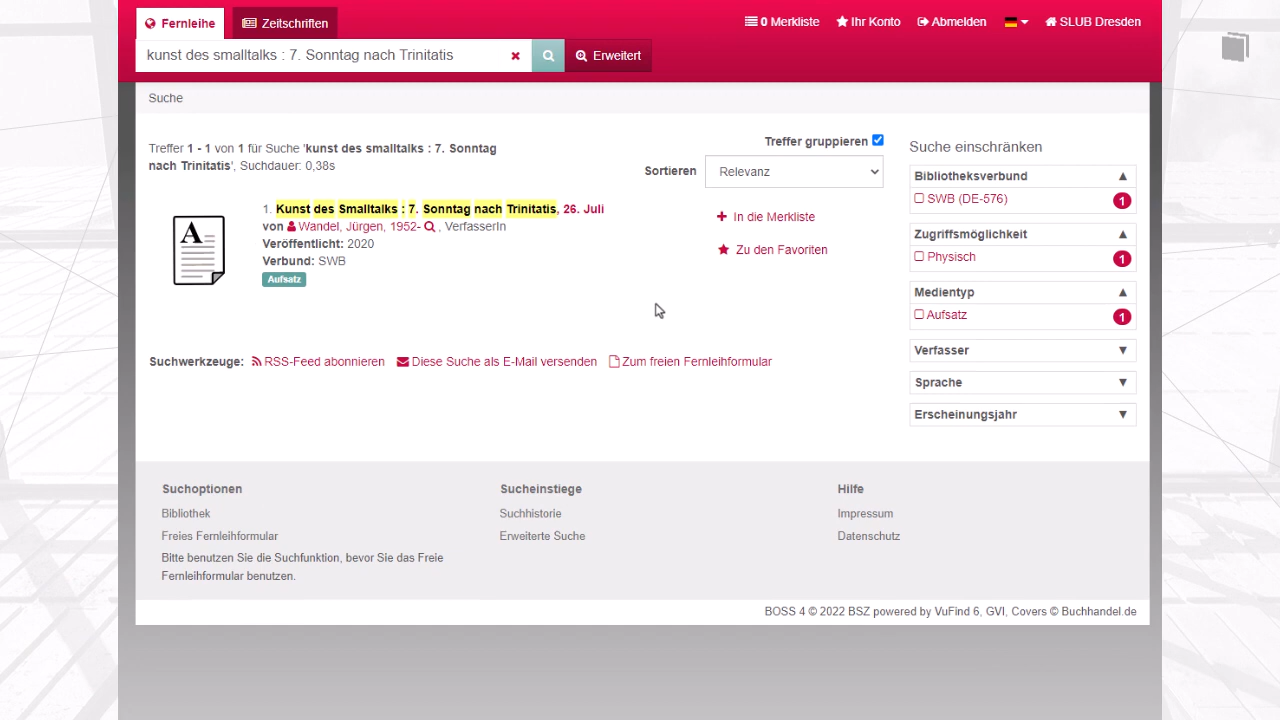 Fernleihe
Zeitschriften
0 Merkliste
Ihr Konto
Abmelden
SLUB Dresden
kunst des smalltalks : 7. Sonntag nach Trinitatis
Erweitert
Suche
Treffer 1 - 1 von 1 für Suche 'kunst des smalltalks : 7. Sonntag
nach Trinitatis', Suchdauer: 0,38s
Treffer gruppieren
Sortieren
Relevanz
1. Kunst des Smalltalks : 7. Sonntag nach Trinitatis, 26. Juli
von Wandel, Jürgen, 1952- , VerfasserIn
Veröffentlicht: 2020
Verbund: SWB
Aufsatz
A
In die Merkliste
Zu den Favoriten
Suchwerkzeuge: RSS-Feed abonnieren Diese Suche als E-Mail versenden Zum freien Fernleihformular
Suche einschränken
Bibliotheksverbund ▲
SWB (DE-576) 1
Zugriffsmöglichkeit ▲
Physisch 1
Medientyp ▲
Aufsatz 1
Verfasser ▼
Sprache ▼
Erscheinungsjahr ▼
Suchoptionen
Bibliothek
Freies Fernleihformular
Bitte benutzen Sie die Suchfunktion, bevor Sie das Freie
Fernleihformular benutzen.
Sucheinstiege
Suchhistorie
Erweiterte Suche
Hilfe
Impressum
Datenschutz
BOSS 4 © 2022 BSZ powered by VuFind 6, GVI, Covers © Buchhandel.de